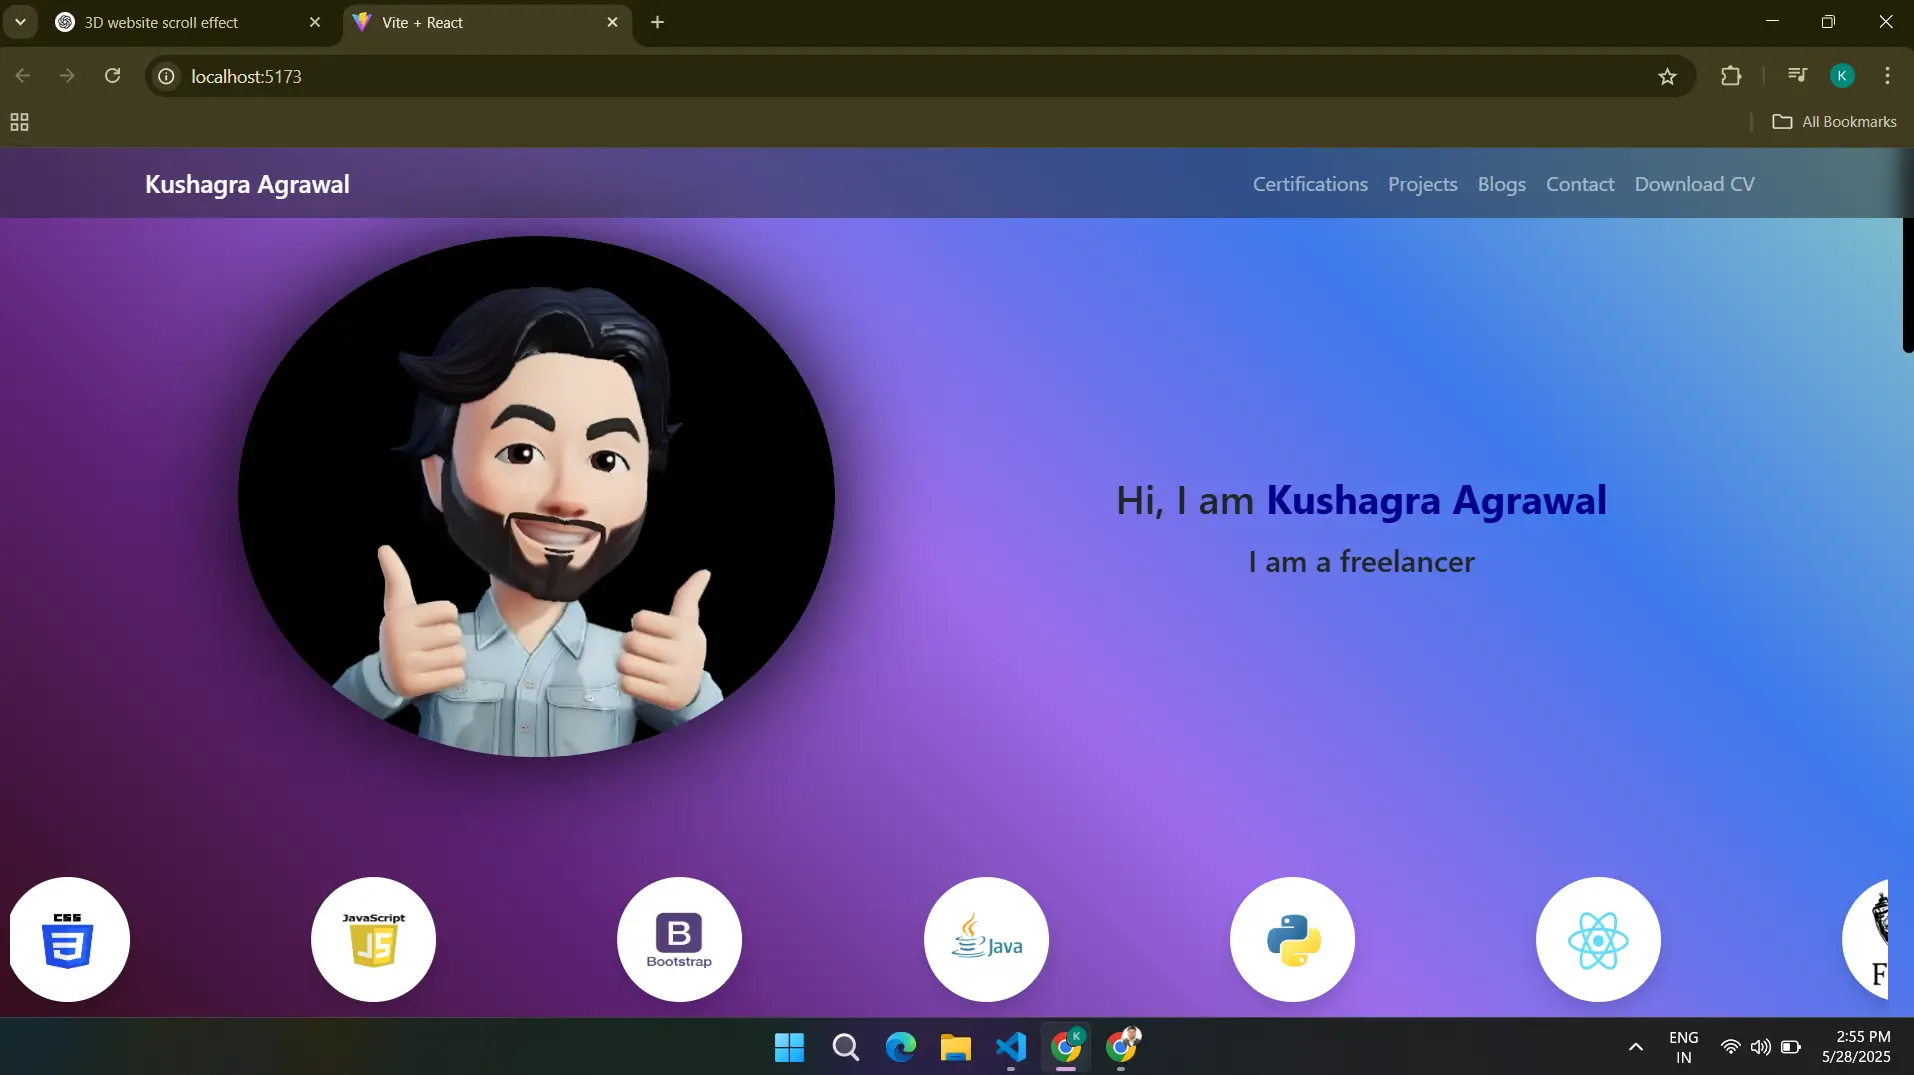 3D website scroll effect
Vite + React
localhost:5173
K
All Bookmarks
Kushagra Agrawal
Certifications Projects Blogs Contact Download CV
Hi, I am Kushagra Agrawal
I am a freelancer
CSS
3
JavaScript
JS
B
Bootstrap
Java
F
K
ENG
IN
2:55 PM
5/28/2025